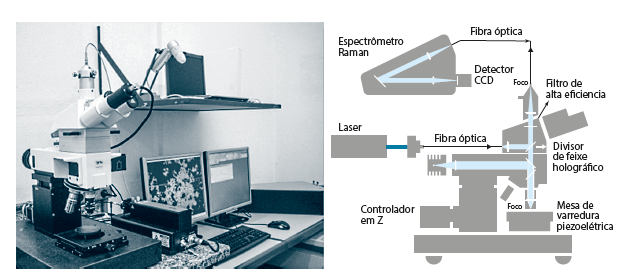 Fibra óptica
Espectrômetro
Raman
Detector
CCD
Foco
Filtro de
alta eficiencia
Laser
Fibra óptica
Divisor
de feixe
holográfico
Controlador
em Z
Foco
Mesa de
varredura
piezoelétrica